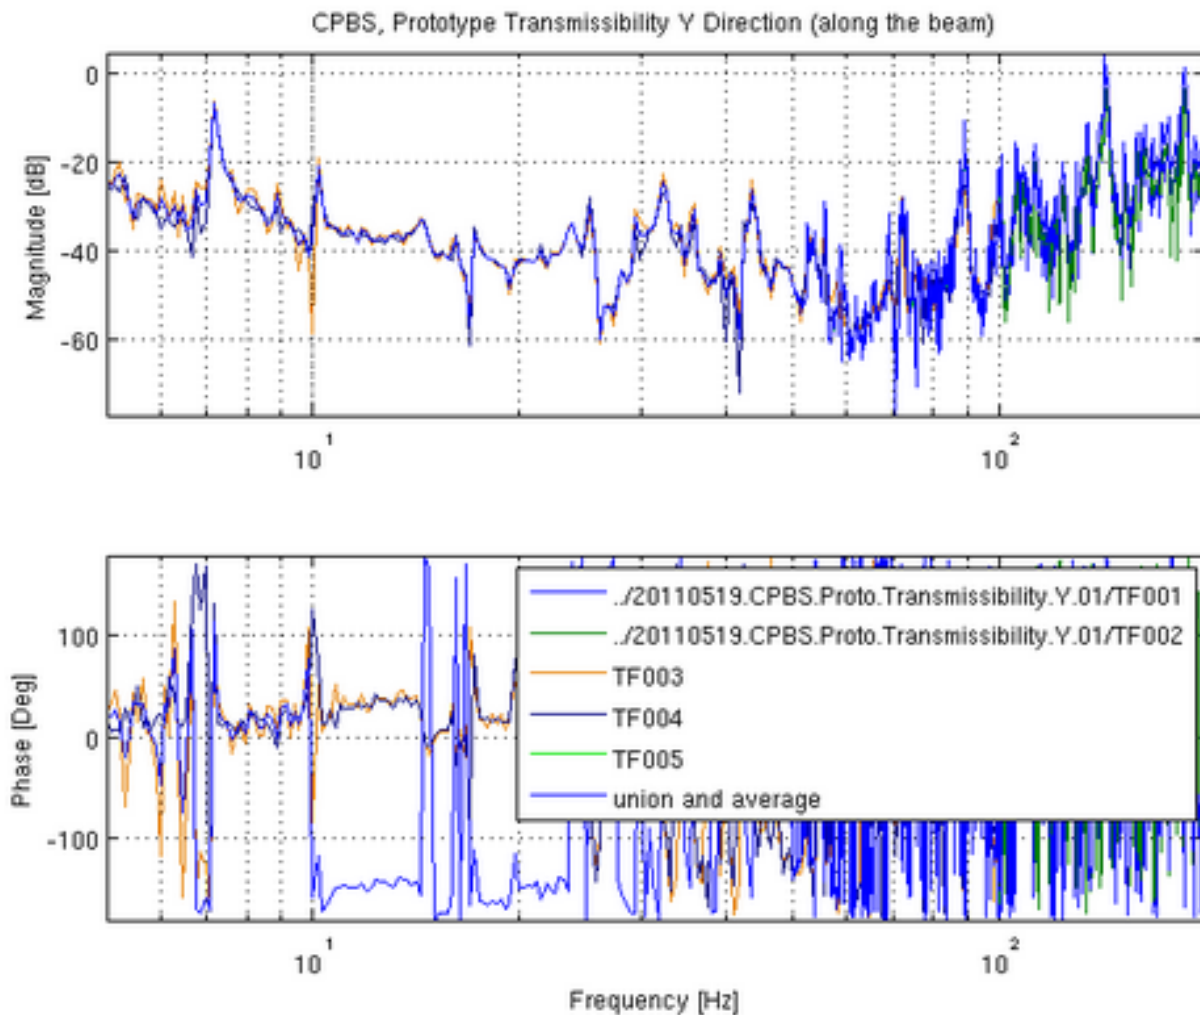 CPBS, Prototype Transmissibility Y Direction (along the beam)
Magnitude [dB]
0
-20
-40
-60
10^1
10^2
Phase [Deg]
100
0
-100
../20110519.CPBS.Proto.Transmissibility.Y.01/TF001
../20110519.CPBS.Proto.Transmissibility.Y.01/TF002
TF003
TF004
TF005
union and average
10^1
10^2
Frequency [Hz]